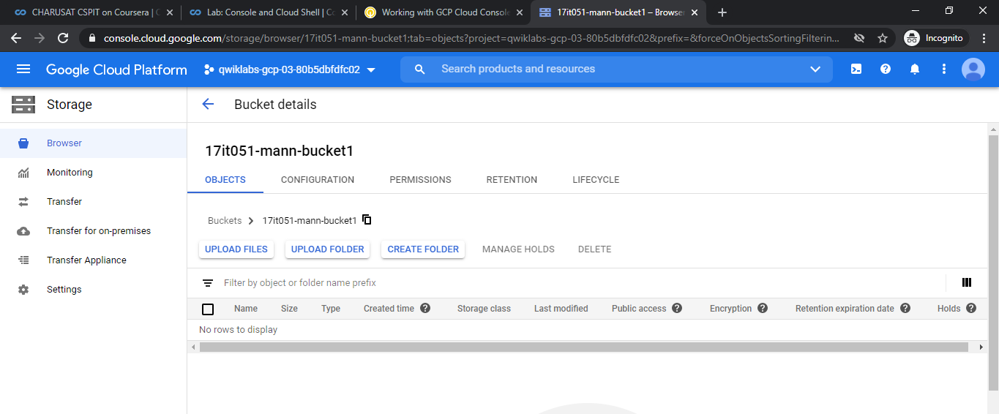 CHARUSAT CSPIT on Coursera | C
Lab: Console and Cloud Shell | Co
Working with GCP Cloud Console
17it051-mann-bucket1 – Browser
console.cloud.google.com/storage/browser/17it051-mann-bucket1;tab=objects?project=qwiklabs-gcp-03-80b5dbfdfc02&prefix=&forceOnObjectsSortingFilterin...
Incognito
Google Cloud Platform
qwiklabs-gcp-03-80b5dbfdfc02
Search products and resources
Storage
Bucket details
Browser
Monitoring
Transfer
Transfer for on-premises
Transfer Appliance
Settings
17it051-mann-bucket1
OBJECTS CONFIGURATION PERMISSIONS RETENTION LIFECYCLE
Buckets > 17it051-mann-bucket1
UPLOAD FILES UPLOAD FOLDER CREATE FOLDER MANAGE HOLDS DELETE
Filter by object or folder name prefix
Name Size Type Created time Storage class Last modified Public access Encryption Retention expiration date Holds
No rows to display